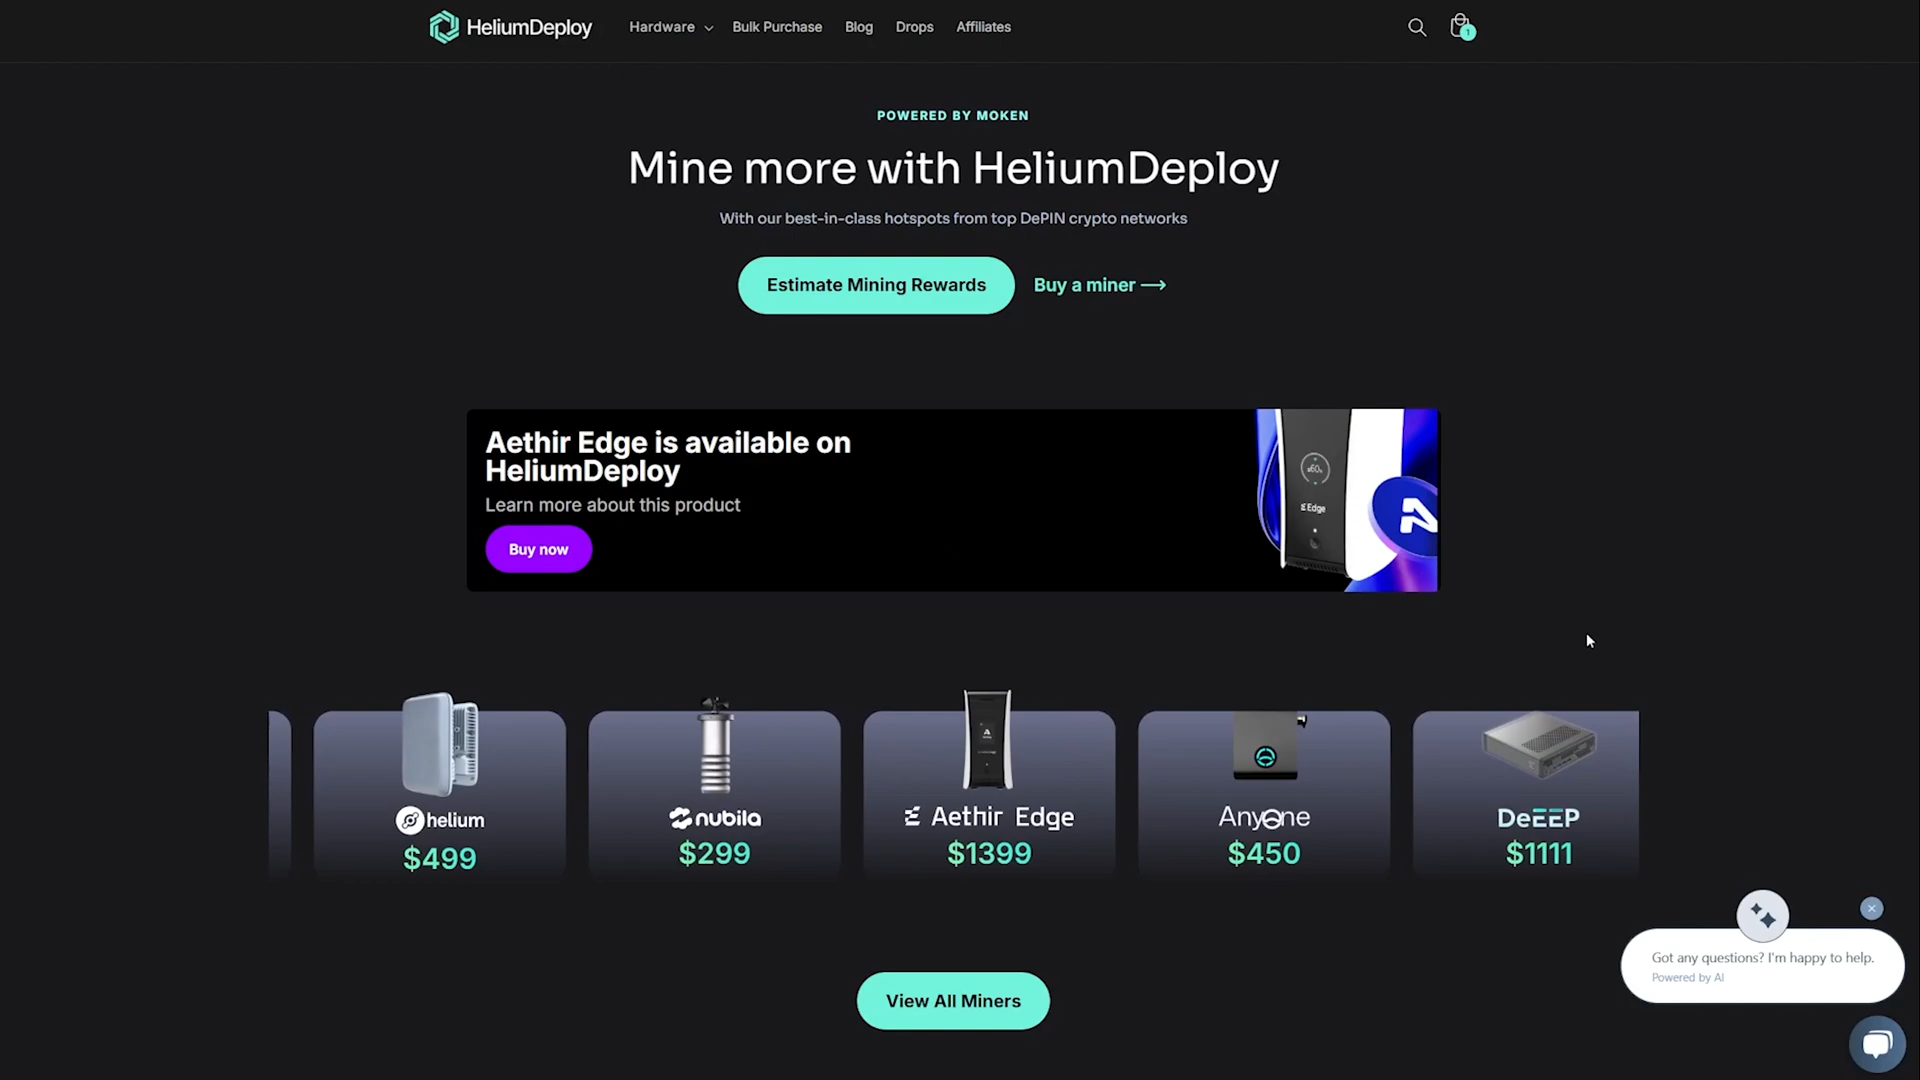 HeliumDeploy
Hardware
Bulk Purchase
Blog
Drops
Affiliates
1
POWERED BY MOKEN
Mine more with HeliumDeploy
With our best-in-class hotspots from top DePIN crypto networks
Estimate Mining Rewards
Buy a miner
Aethir Edge is available on
HeliumDeploy
Learn more about this product
Buy now
Edge
helium
$499
nubila
$299
Aethir Edge
$1399
AnyOne
$450
DeEEP
$1111
Got any questions? I'm happy to help.
Powered by AI
View All Miners